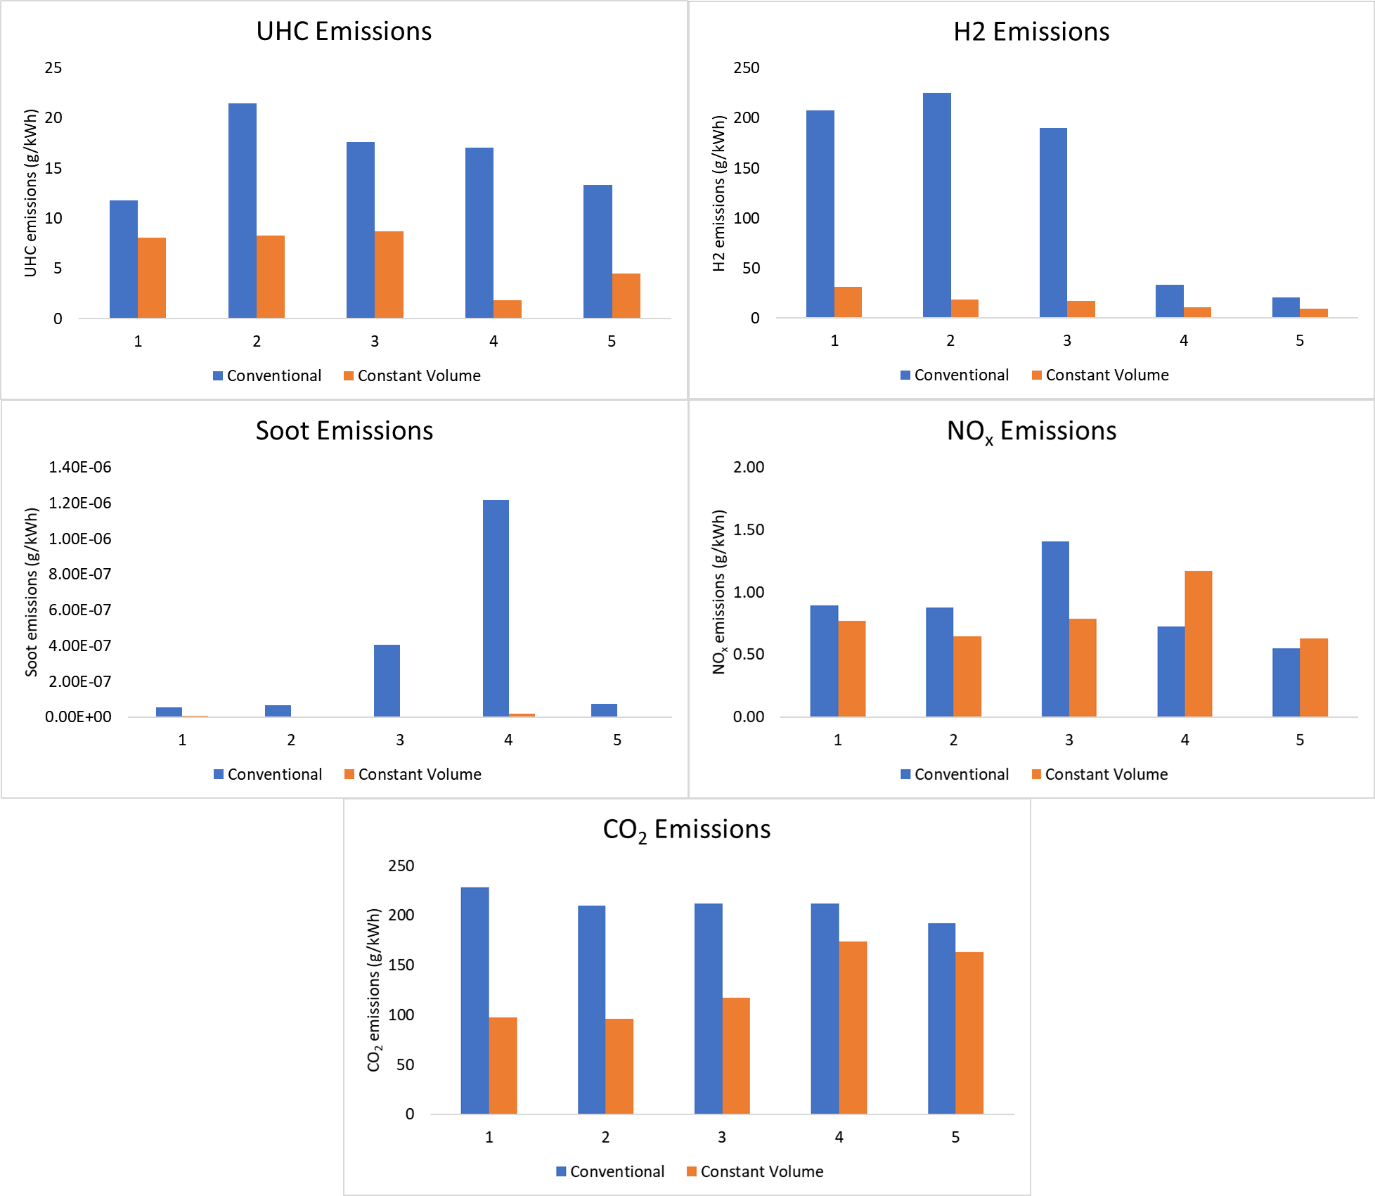 UHC Emissions
UHC emissions (g/kWh)
25
20
15
10
5
0
1 2 3 4 5
Conventional Constant Volume
H2 Emissions
H2 emissions (g/kWh)
250
200
150
100
50
0
1 2 3 4 5
Conventional Constant Volume
Soot Emissions
Soot emissions (g/kWh)
1.40E-06
1.20E-06
1.00E-06
8.00E-07
6.00E-07
4.00E-07
2.00E-07
0.00E+00
1 2 3 4 5
Conventional Constant Volume
NOx Emissions
NOx emissions (g/kWh)
2.00
1.50
1.00
0.50
0.00
1 2 3 4 5
Conventional Constant Volume
CO2 Emissions
CO2 emissions (g/kWh)
250
200
150
100
50
0
1 2 3 4 5
Conventional Constant Volume